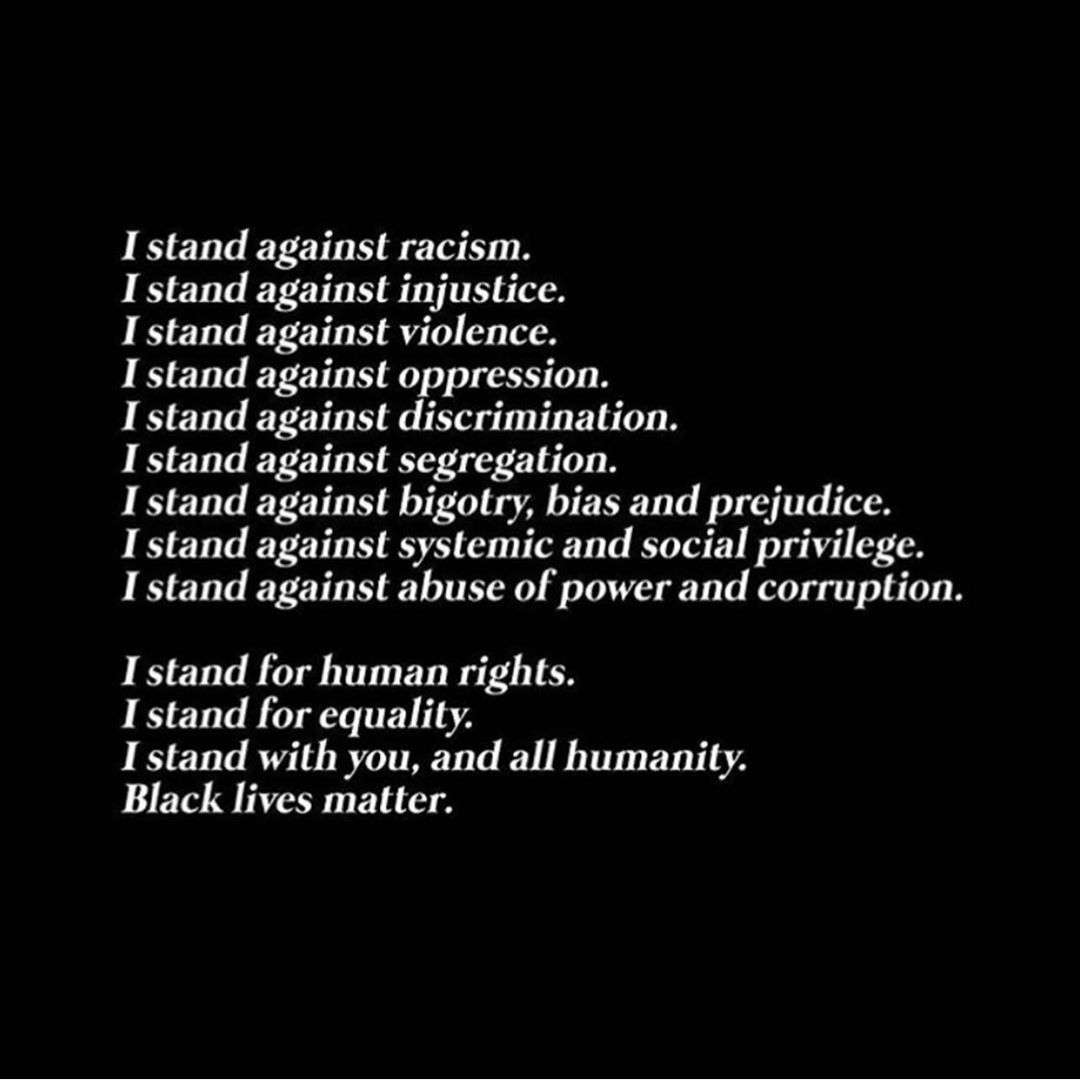 I stand against racism.
I stand against injustice.
I stand against violence.
I stand against oppression.
I stand against discrimination.
I stand against segregation.
I stand against bigotry, bias and prejudice.
I stand against systemic and social privilege.
I stand against abuse of power and corruption.
I stand for human rights.
I stand for equality.
I stand with you, and all humanity.
Black lives matter.